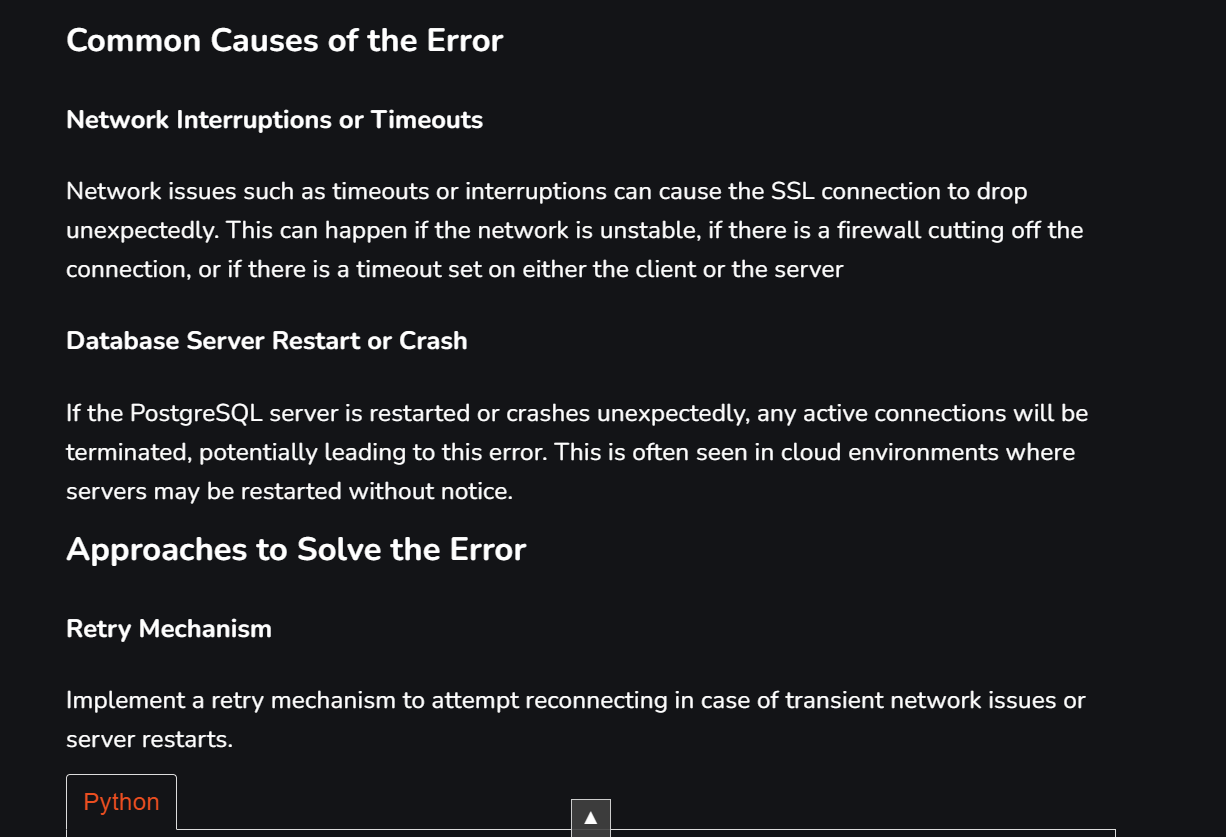 Common Causes of the Error
Network Interruptions or Timeouts
Network issues such as timeouts or interruptions can cause the SSL connection to drop
unexpectedly. This can happen if the network is unstable, if there is a firewall cutting off the
connection, or if there is a timeout set on either the client or the server
Database Server Restart or Crash
If the PostgreSQL server is restarted or crashes unexpectedly, any active connections will be
terminated, potentially leading to this error. This is often seen in cloud environments where
servers may be restarted without notice.
Approaches to Solve the Error
Retry Mechanism
Implement a retry mechanism to attempt reconnecting in case of transient network issues or
server restarts.
Python